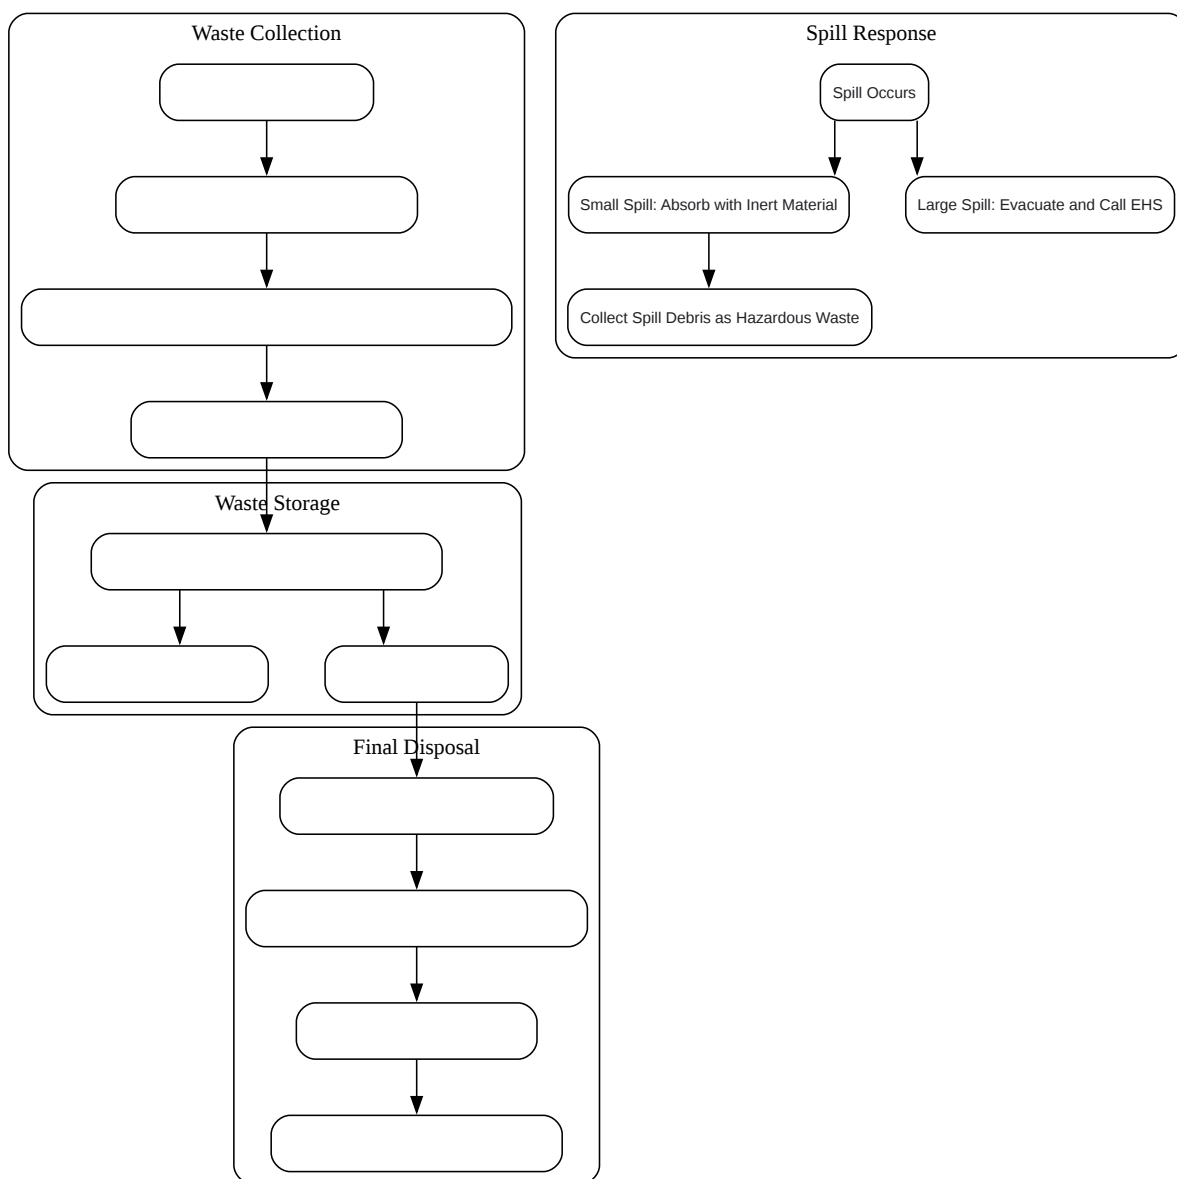 Waste Collection
Spill Response
Spill Occurs
Small Spill: Absorb with Inert Material
Large Spill: Evacuate and Call EHS
Collect Spill Debris as Hazardous Waste
Waste Storage
Final Disposal